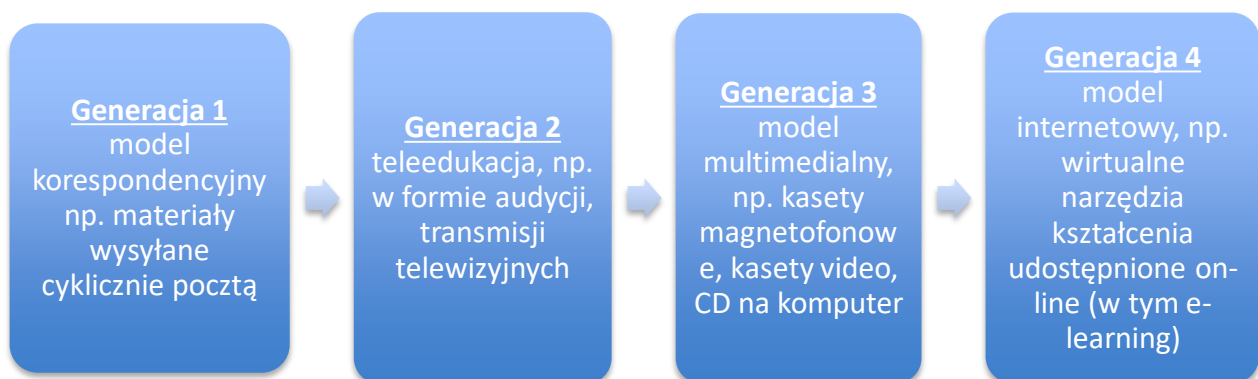 Generacja 1
model
korespondencyjny
np. materiały
wysyłane
cyklicznie pocztą
Generacja 2
teleedukacja, np.
w formie audycji,
transmisji
telewizyjnych
Generacja 3
model
multimedialny,
np. kasety
magnetofonow
e, kasety video,
CD na komputer
Generacja 4
model
internetowy, np.
wirtualne
narzędzia
kształcenia
udostępnione on-
line (w tym e-
learning)